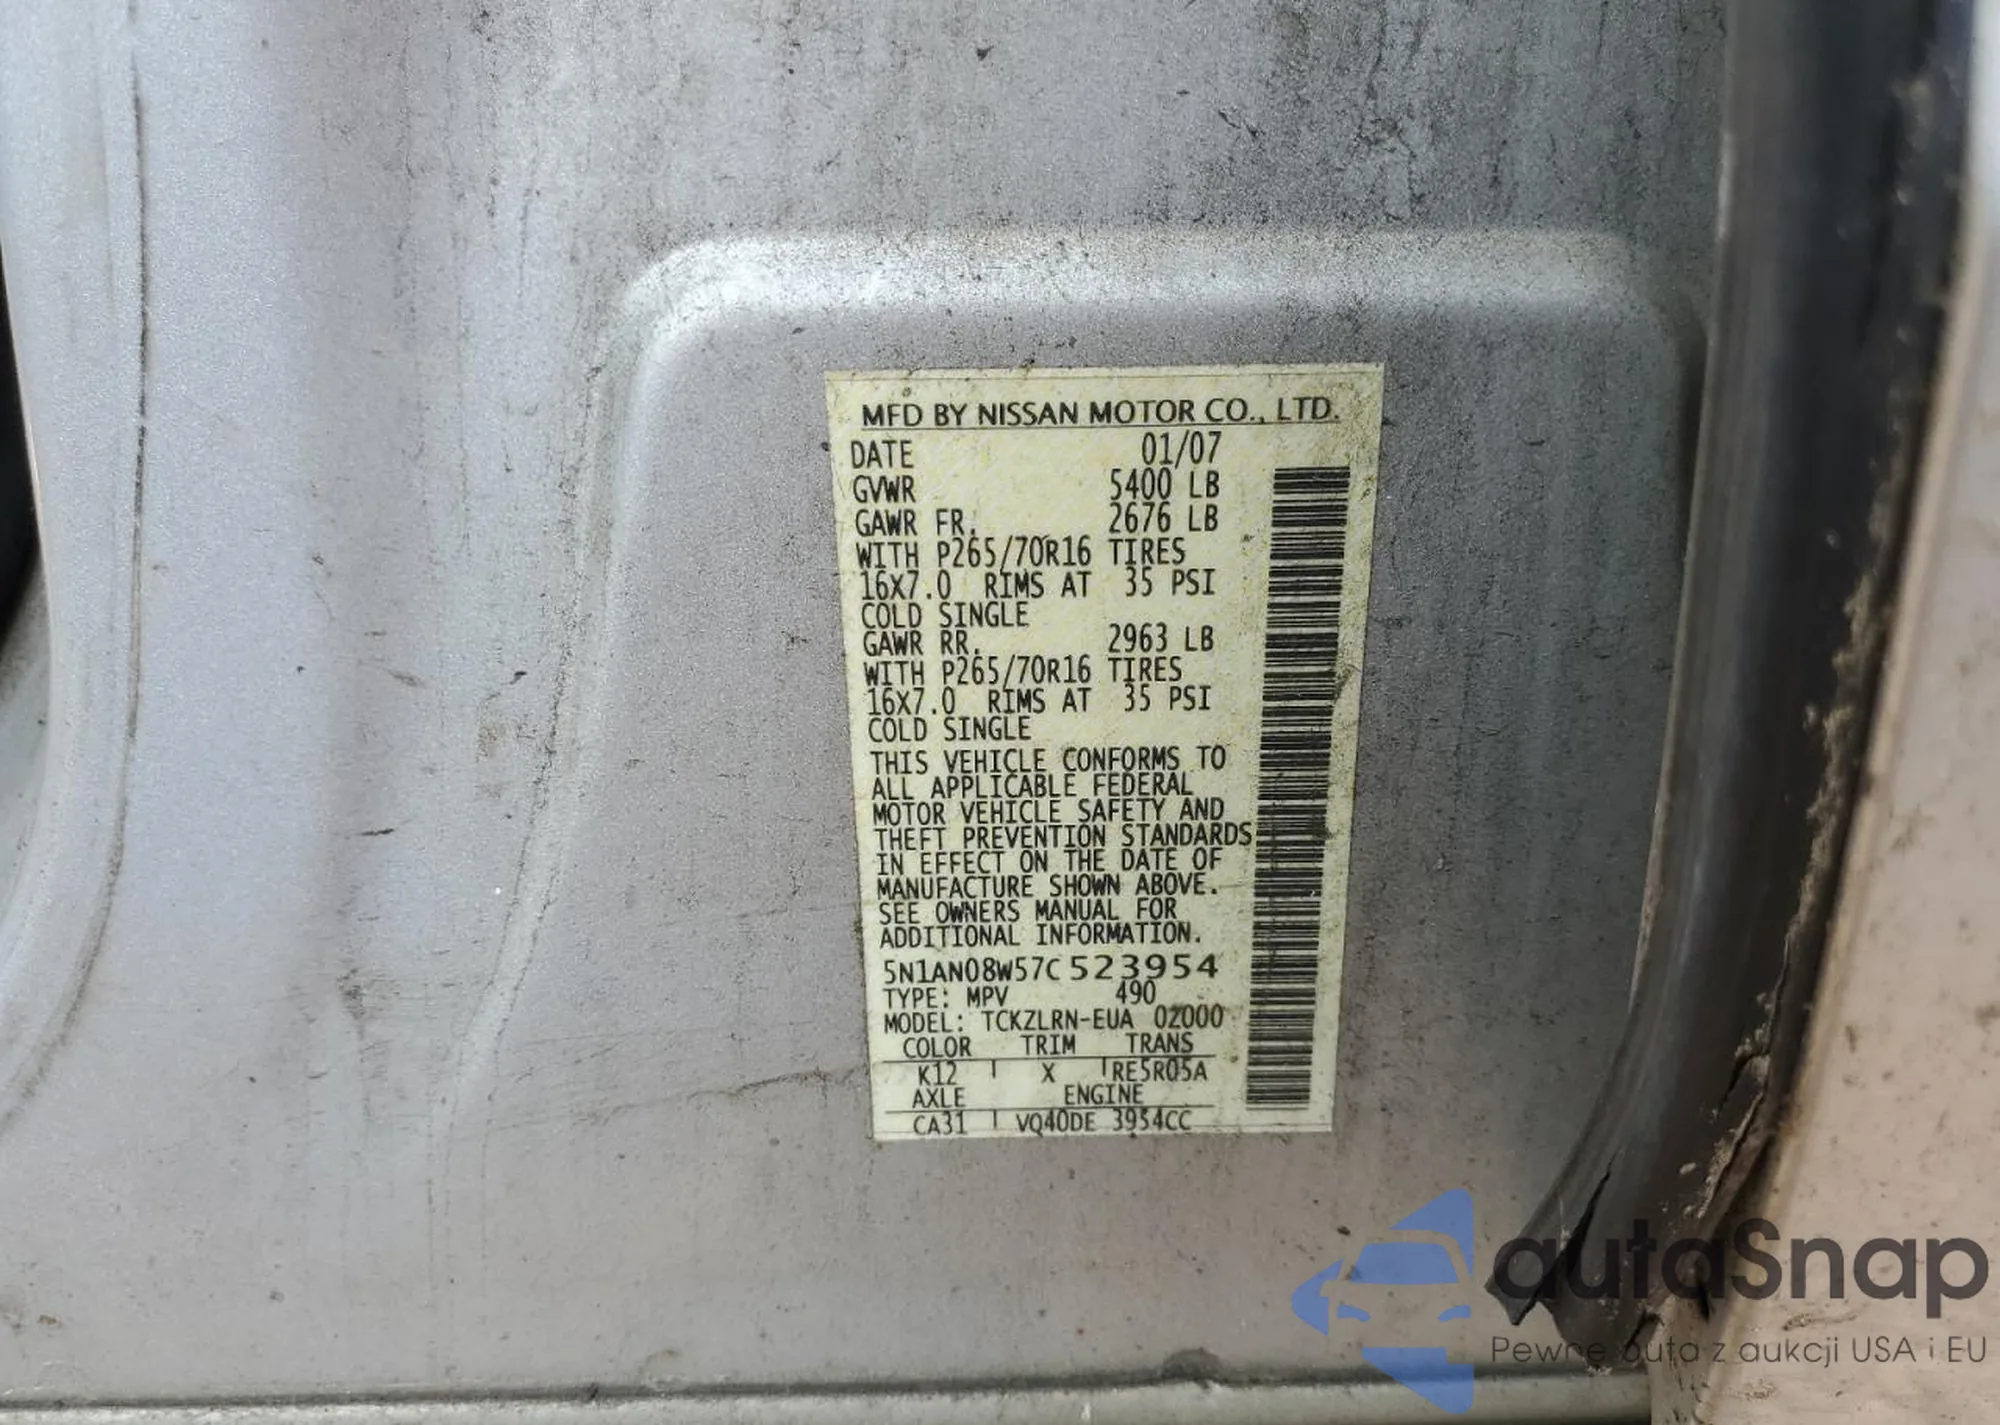 MFD BY NISSAN MOTOR CO., LTD.
DATE 01/07
GVWR 5400 LB
GAWR FR. 2676 LB
WITH P265/70R16 TIRES
16X7.0 RIMS AT 35 PSI
COLD SINGLE
GAWR RR. 2963 LB
WITH P265/70R16 TIRES
16X7.0 RIMS AT 35 PSI
COLD SINGLE
THIS VEHICLE CONFORMS TO
ALL APPLICABLE FEDERAL
MOTOR VEHICLE SAFETY AND
THEFT PREVENTION STANDARDS
IN EFFECT ON THE DATE OF
MANUFACTURE SHOWN ABOVE.
SEE OWNERS MANUAL FOR
ADDITIONAL INFORMATION.
5N1AN08W57C523954
TYPE: MPV 490
MODEL: TCKZLRN-EUA 02000
COLOR TRIM TRANS
K12 X RE5R05A
AXLE ENGINE
CA31 VQ40DE 3954CC
autaSnap
Pewne auta z aukcji USA i EU